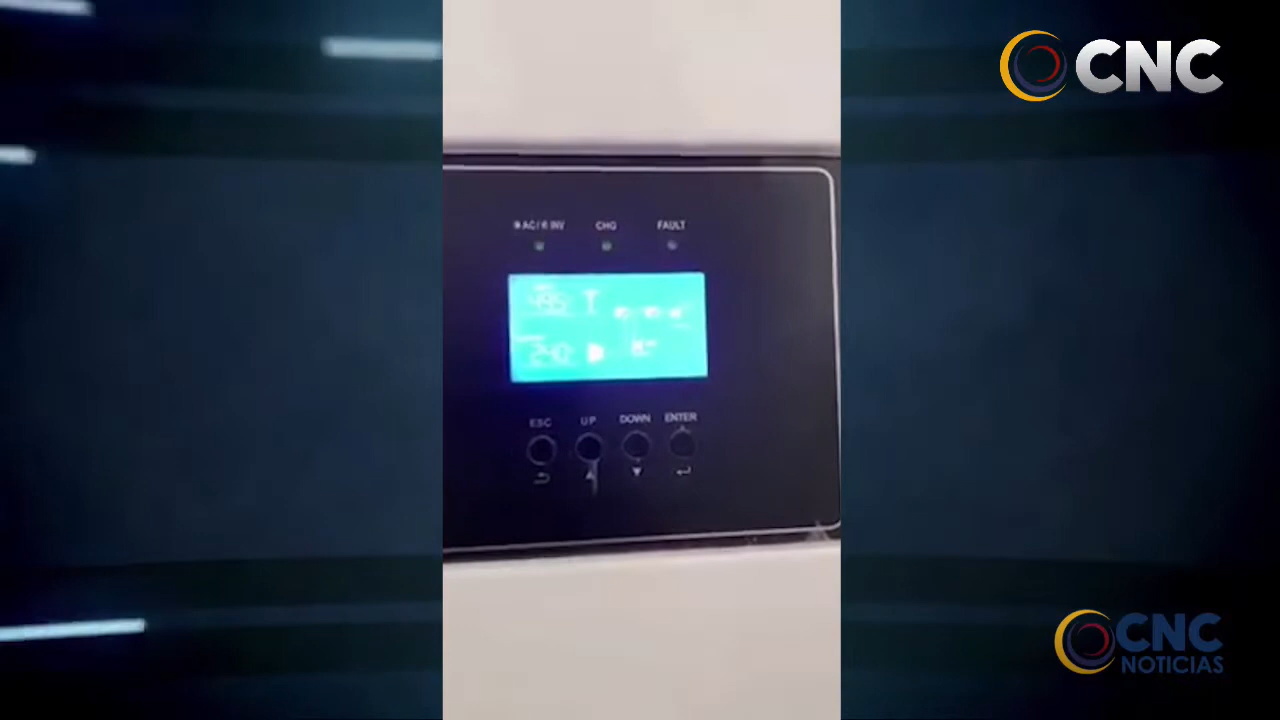 CNC
AC / INV CHG FAULT
ESC UP DOWN ENTER
CNC
NOTICIAS